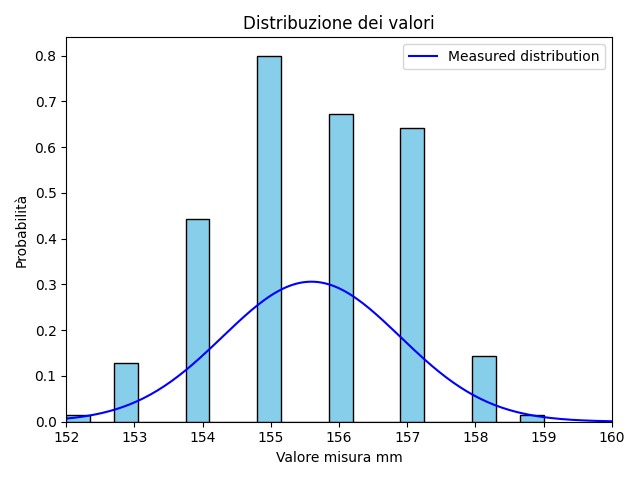 Distribuzione dei valori
Measured distribution
0.8
0.7
0.6
0.5
0.4
0.3
0.2
0.1
0.0
Probabilità
152 153 154 155 156 157 158 159 160
Valore misura mm